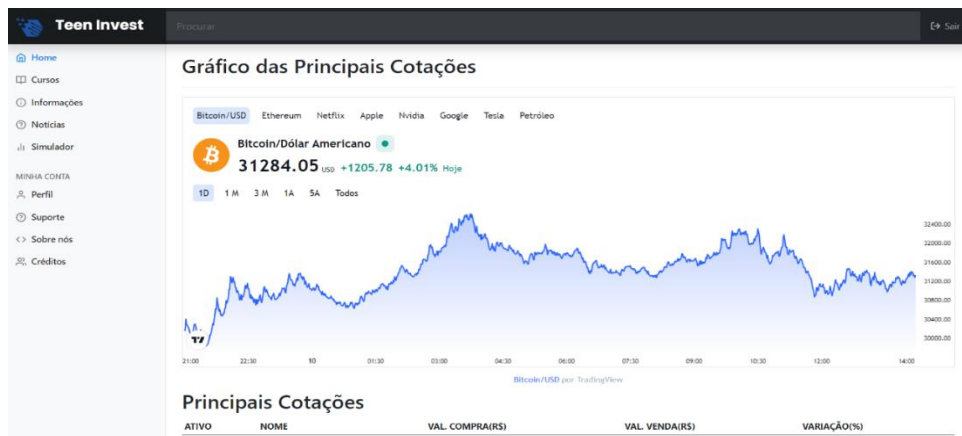 Teen Invest
Procurar
Sair
Home
Cursos
Informações
Notícias
Simulador
MINHA CONTA
Perfil
Suporte
Sobre nós
Créditos
Gráfico das Principais Cotações
Bitcoin/USD Ethereum Netflix Apple Nvidia Google Tesla Petróleo
Bitcoin/Dólar Americano
31284.05 USD +1205.78 +4.01% Hoje
1D 1 M 3 M 1A 5A Todos
32400.00
32000.00
31600.00
31200.00
30800.00
30400.00
30000.00
21:00 22:30 10 01:30 03:00 04:30 06:00 07:30 09:00 10:30 12:00 14:00
Bitcoin/USD por TradingView
Principais Cotações
ATIVO NOME VAL. COMPRA(R$) VAL. VENDA(R$) VARIAÇÃO(%)